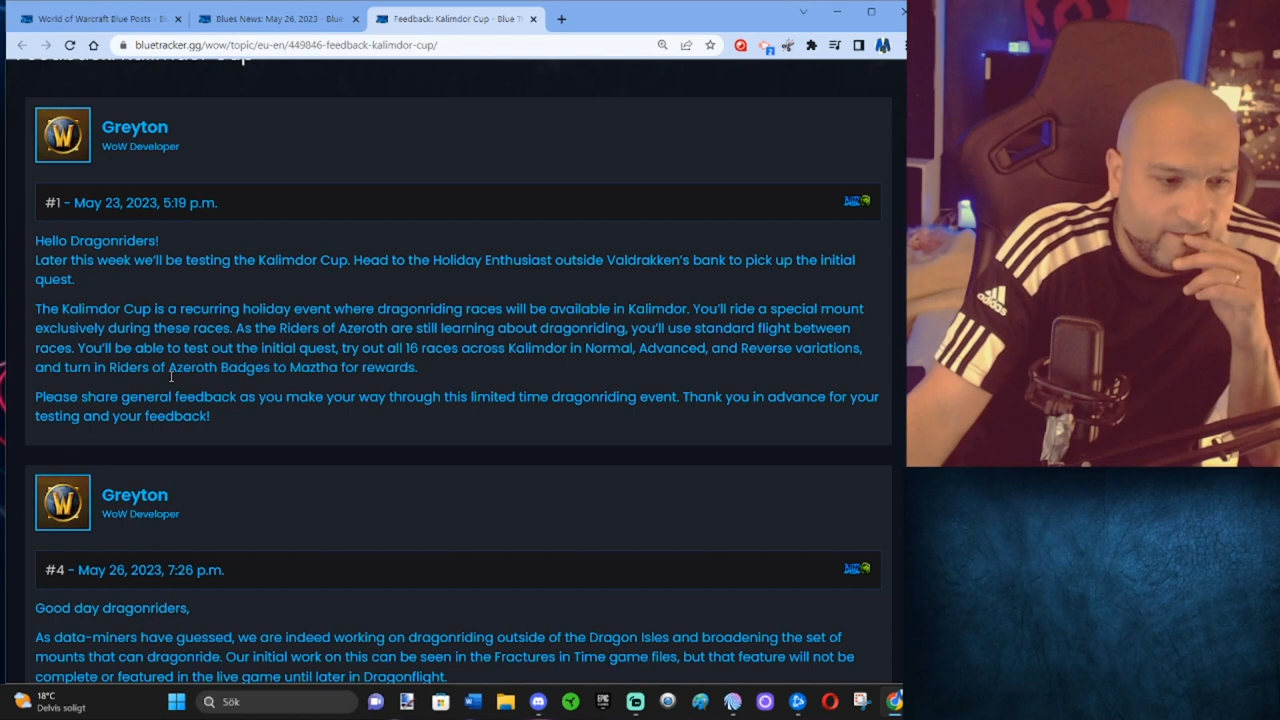 World of Warcraft Blue Posts - Bl
Blues News: May 26, 2023 - Blue
Feedback: Kalimdor Cup - Blue T
bluetracker.gg/wow/topic/eu-en/449846-feedback-kalimdor-cup/
Greyton
WoW Developer
#1 - May 23, 2023, 5:19 p.m.
Hello Dragonriders!
Later this week we'll be testing the Kalimdor Cup. Head to the Holiday Enthusiast outside Valdrakken's bank to pick up the initial
quest.
The Kalimdor Cup is a recurring holiday event where dragonriding races will be available in Kalimdor. You'll ride a special mount
exclusively during these races. As the Riders of Azeroth are still learning about dragonriding, you'll use standard flight between
races. You'll be able to test out the initial quest, try out all 16 races across Kalimdor in Normal, Advanced, and Reverse variations,
and turn in Riders of Azeroth Badges to Maztha for rewards.
Please share general feedback as you make your way through this limited time dragonriding event. Thank you in advance for your
testing and your feedback!
Greyton
WoW Developer
#4 - May 26, 2023, 7:26 p.m.
Good day dragonriders,
As data-miners have guessed, we are indeed working on dragonriding outside of the Dragon Isles and broadening the set of
mounts that can dragonride. Our initial work on this can be seen in the Fractures in Time game files, but that feature will not be
complete or featured in the live game until later in Dragonflight.
18°C
Delvis soligt
Sök
adidas